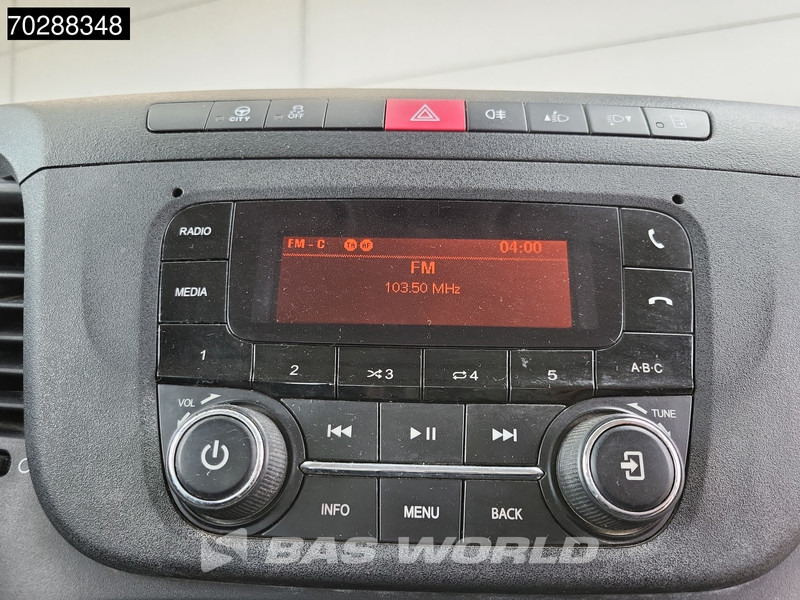 70288348
CITY OFF
RADIO
FM - C TA AF 04:00
FM
MEDIA
103.50 MHz
1 2 3 4 5 A·B·C
VOL TUNE
INFO MENU BACK
BAS WORLD